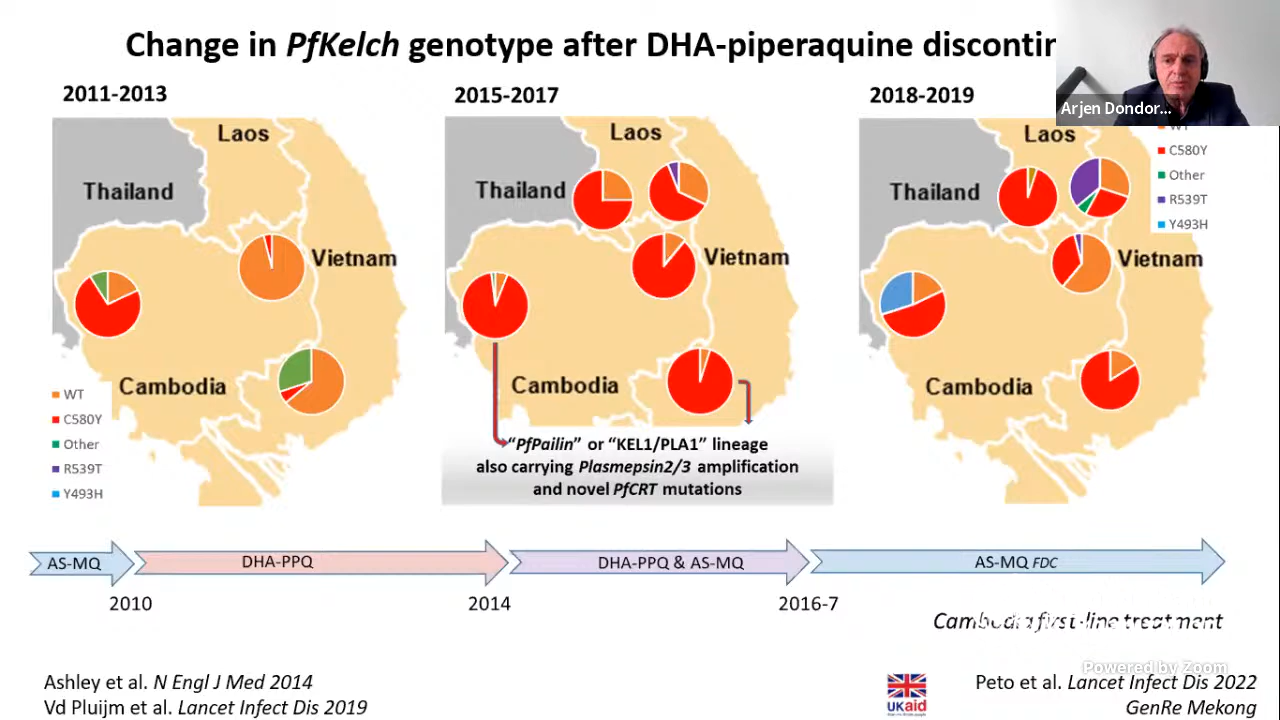 Change in PfKelch genotype after DHA-piperaquine
Arjen Dondor...
2011-2013
2015-2017
2018-2019
Laos
Thailand
Vietnam
Cambodia
WT
C580Y
Other
R539T
Y493H
Laos
Thailand
Vietnam
Cambodia
"PfPailin" or "KEL1/PLA1" lineage
also carrying Plasmepsin2/3 amplification
and novel PfCRT mutations
Laos
Thailand
Vietnam
Cambodia
WT
C580Y
Other
R539T
Y493H
AS-MQ
DHA-PPQ
DHA-PPQ & AS-MQ
AS-MQ FDC
2010
2014
2016-7
Cambodia first-line treatment
Powered by Zoom
Ashley et al. N Engl J Med 2014
Vd Pluijm et al. Lancet Infect Dis 2019
UKaid
Peto et al. Lancet Infect Dis 2022
GenRe Mekong